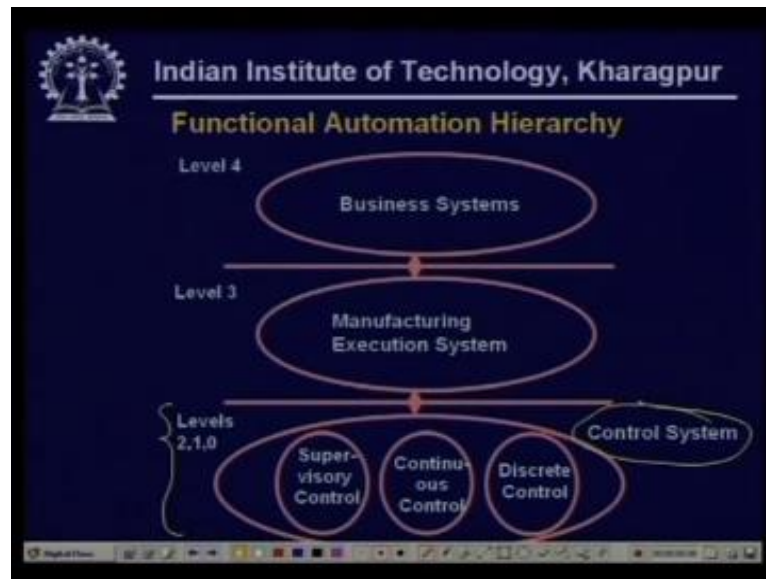 Indian Institute of Technology, Kharagpur
Functional Automation Hierarchy
Level 4
Business Systems
Level 3
Manufacturing
Execution System
Levels
2,1,0
Control System
Super-
visory
Control
Continu-
ous
Control
Discrete
Control